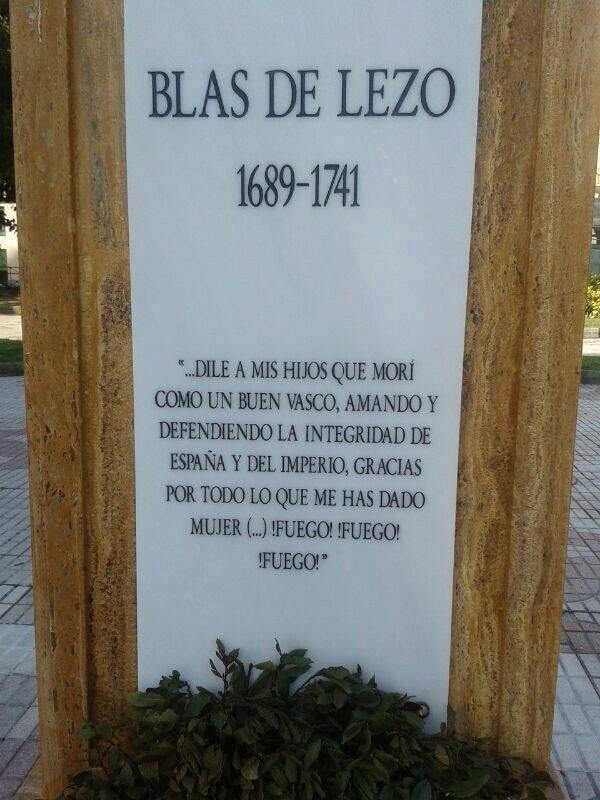 BLAS DE LEZO
1689-1741
“...DILE A MIS HIJOS QUE MORÍ
COMO UN BUEN VASCO, AMANDO Y
DEFENDIENDO LA INTEGRIDAD DE
ESPAÑA Y DEL IMPERIO, GRACIAS
POR TODO LO QUE ME HAS DADO
MUJER (...) !FUEGO! !FUEGO!
!FUEGO!”